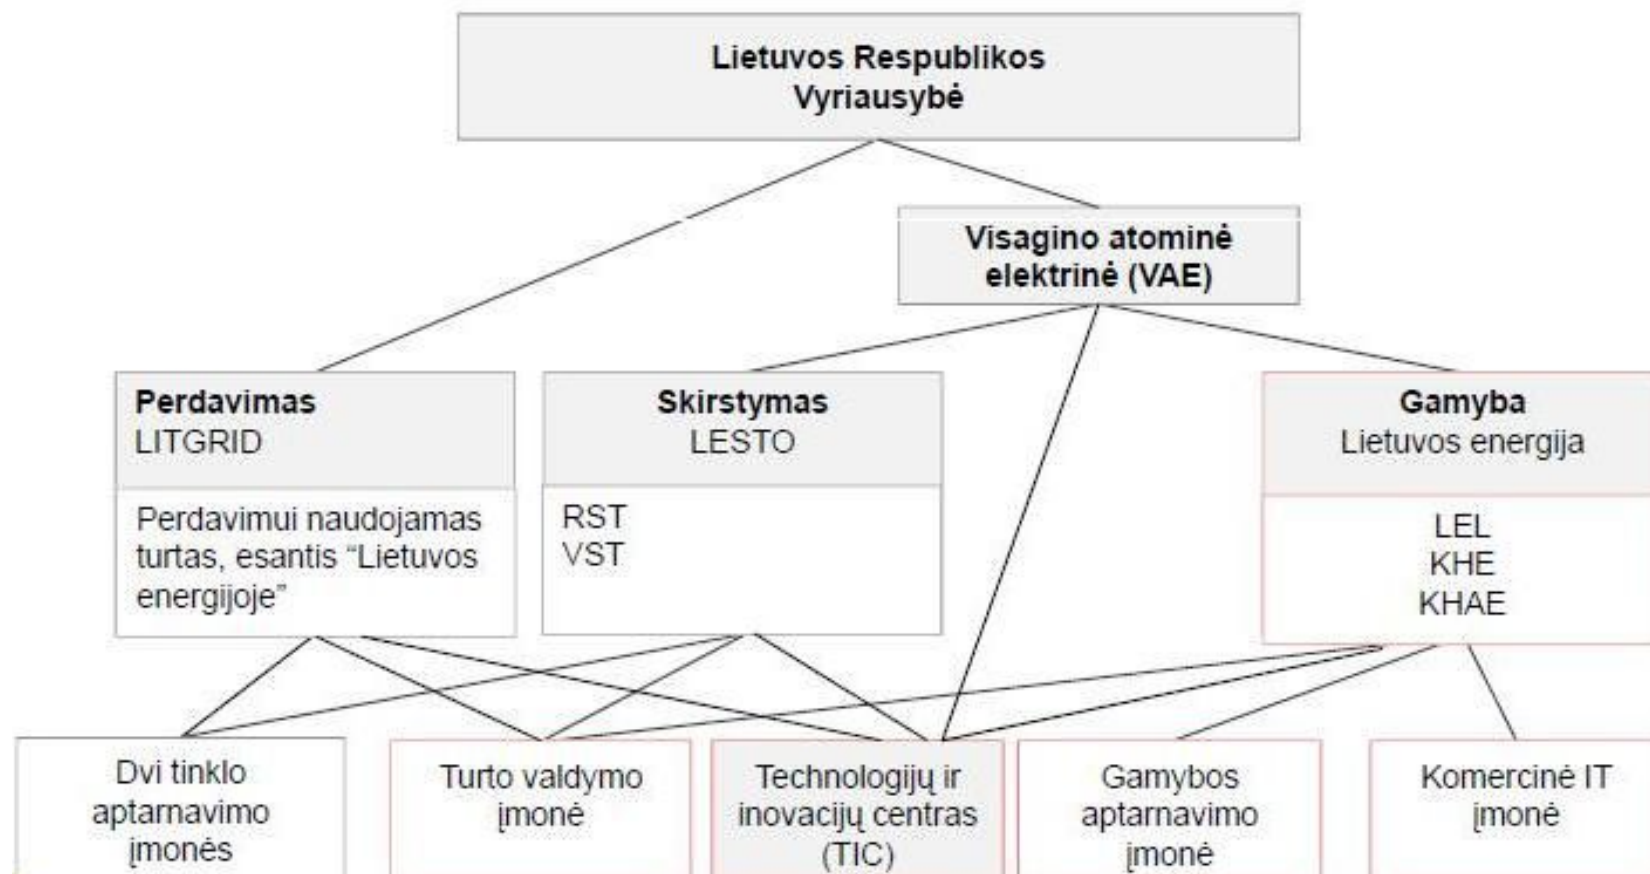 Lietuvos Respublikos
Vyriausybė
Visagino atominė
elektrinė (VAE)
Perdavimas
LITGRID
Perdavimui naudojamas
turtas, esantis “Lietuvos
energijoje”
Skirstymas
LESTO
RST
VST
Gamyba
Lietuvos energija
LEL
KHE
KHAE
Dvi tinklo
aptarnavimo
įmonės
Turto valdymo
įmonė
Technologijų ir
inovacijų centras
(TIC)
Gamybos
aptarnavimo
įmonė
Komercinė IT
įmonė